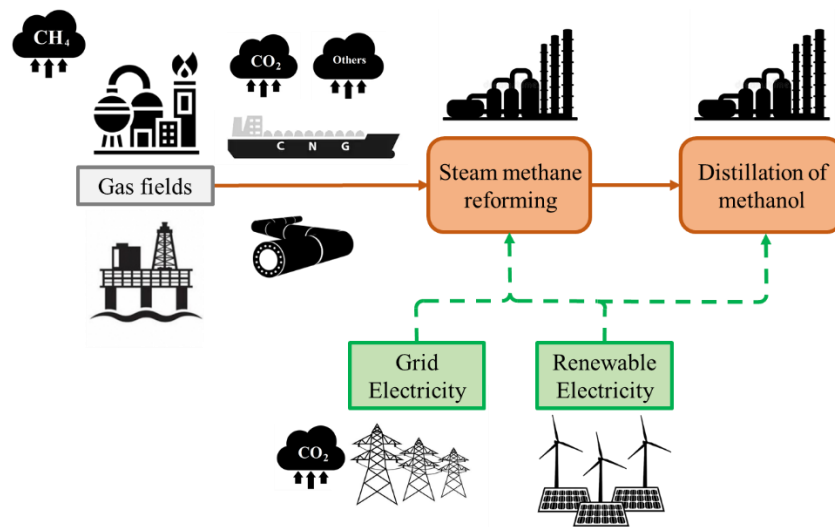 CH₄
CO₂
Others
C N G
Gas fields
Steam methane
reforming
Distillation of
methanol
Grid
Electricity
Renewable
Electricity
CO₂